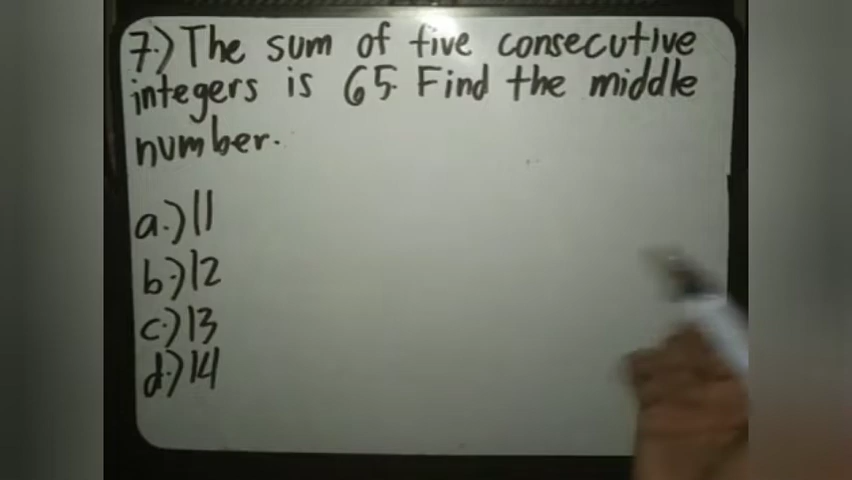 7.) The sum of five consecutive
integers is 65. Find the middle
number.
a.) 11
b.) 12
c.) 13
d.) 14